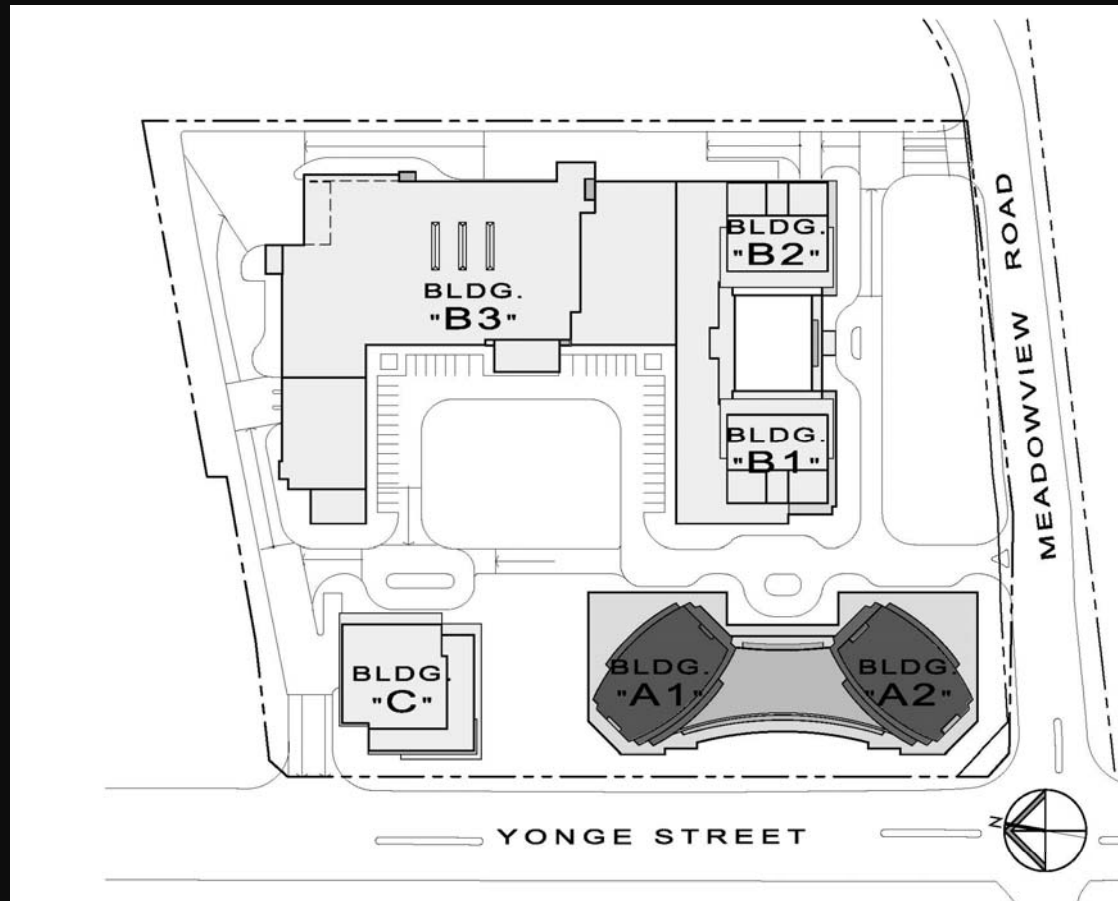 BLDG.
"B2"
BLDG.
"B3"
BLDG.
"B1"
MEADOWVIEW ROAD
BLDG.
"C"
BLDG.
"A1"
BLDG.
"A2"
YONGE STREET
N